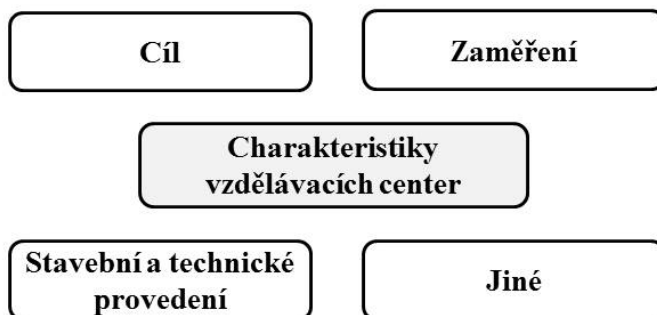 Cíl
Zaměření
Charakteristiky
vzdělávacích center
Stavební a technické
provedení
Jiné